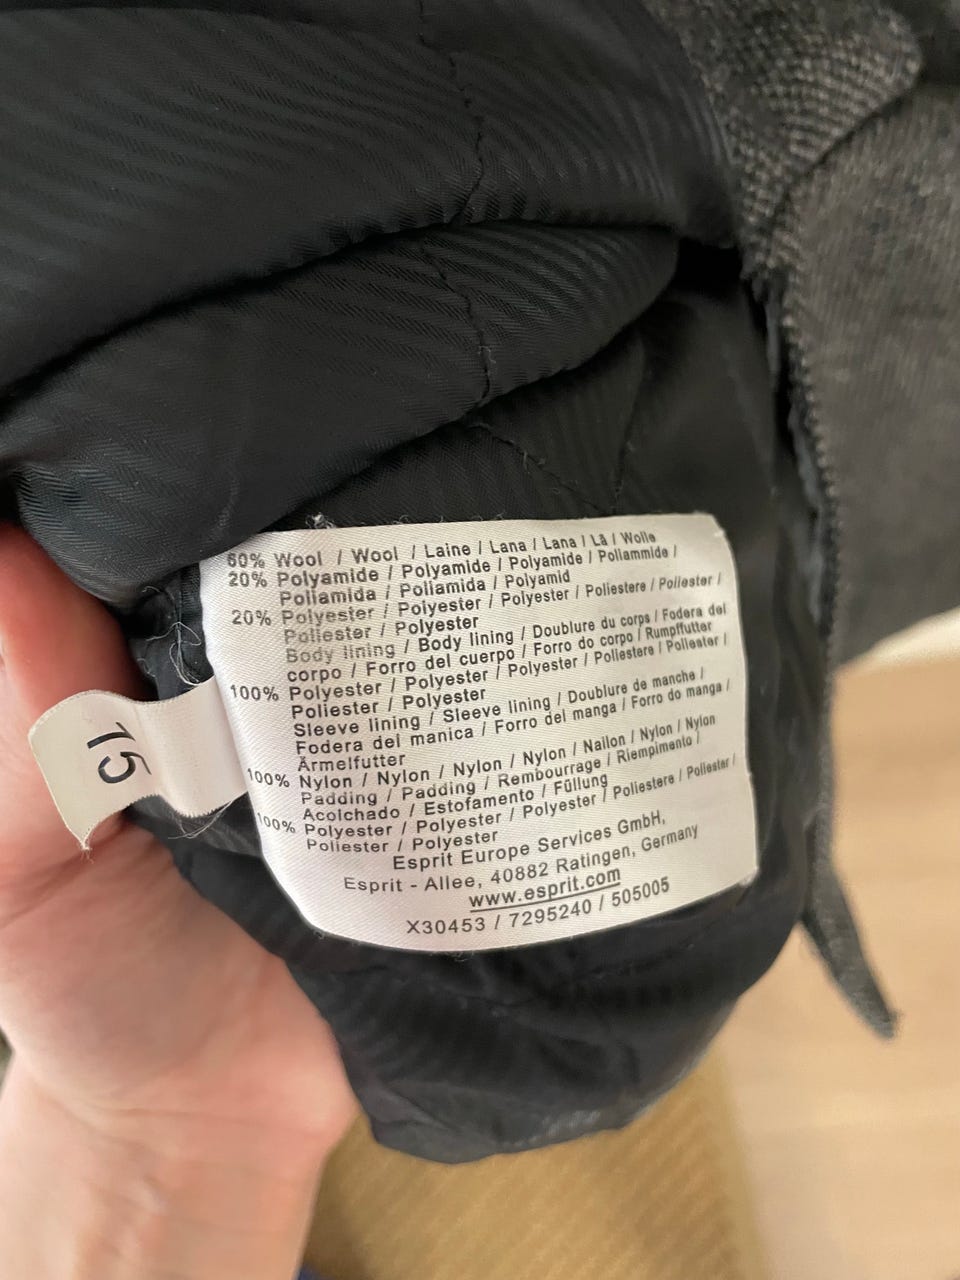 60% Wool / Wool / Laine / Lana / Lana / Lã / Wolle
20% Polyamide / Polyamide / Polyamide / Poliammide /
Poliamida / Poliamida / Polyamid
20% Polyester / Polyester / Polyester / Poliestere / Poliester /
Poliester / Polyester
Body lining / Body lining / Doublure du corps / Fodera del
corpo / Forro del cuerpo / Forro do corpo / Rumpffutter
100% Polyester / Polyester / Polyester / Poliestere / Poliester /
Poliester / Polyester
Sleeve lining / Sleeve lining / Doublure de manche /
Fodera del manica / Forro del manga / Forro do manga /
Ärmelfutter
100% Nylon / Nylon / Nylon / Nylon / Nailon / Nylon / Nylon
Padding / Padding / Rembourrage / Riempimento /
Acolchado / Estofamento / Füllung
100% Polyester / Polyester / Polyester / Poliestere / Poliester /
Poliester / Polyester
Esprit Europe Services GmbH,
Esprit - Allee, 40882 Ratingen, Germany
www.esprit.com
X30453 / 7295240 / 505005
15